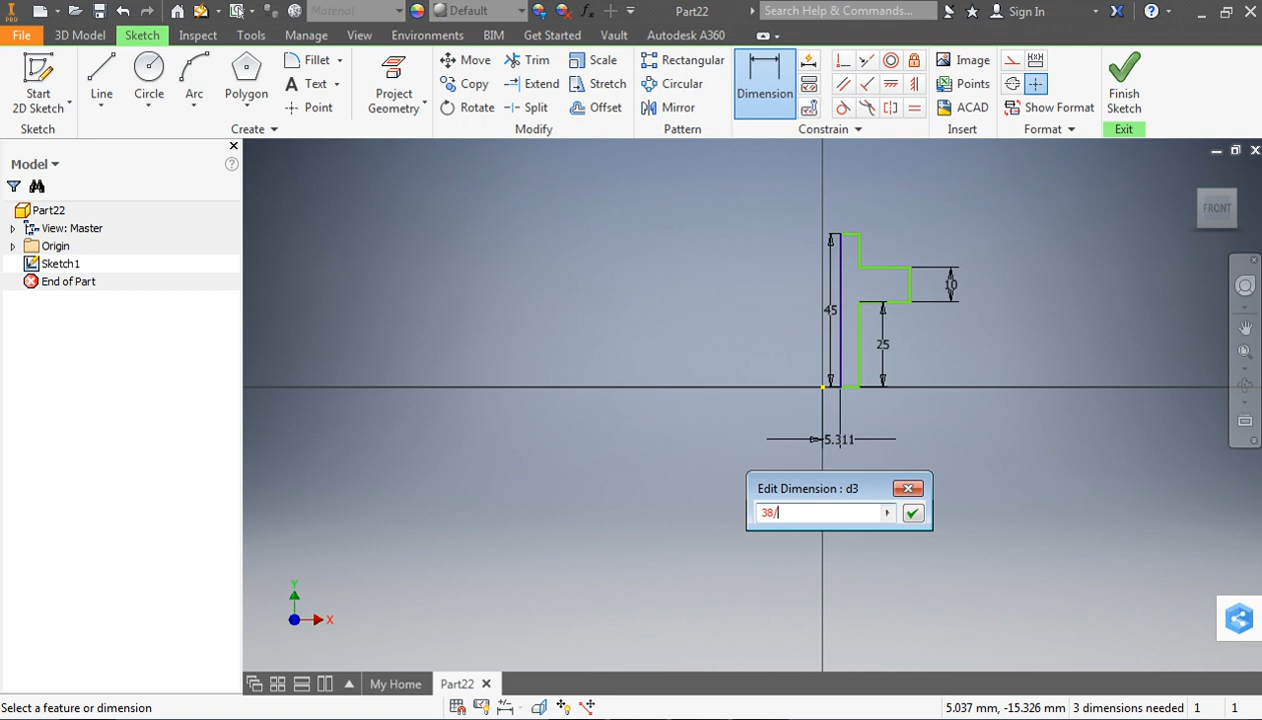 PRO
Material
Default
Part22
Search Help & Commands...
Sign In
File
3D Model
Sketch
Inspect
Tools
Manage
View
Environments
BIM
Get Started
Vault
Autodesk A360
Start
2D Sketch
Line
Circle
Arc
Polygon
Fillet
Text
Point
Project
Geometry
Move
Copy
Rotate
Trim
Extend
Split
Scale
Stretch
Offset
Rectangular
Circular
Mirror
Dimension
Image
Points
ACAD
Show Format
Finish
Sketch
Sketch
Create
Modify
Pattern
Constrain
Insert
Format
Exit
Model
Part22
View: Master
Origin
Sketch1
End of Part
FRONT
10
45
25
5.311
Edit Dimension : d3
38/
Y
X
My Home
Part22
Select a feature or dimension
5.037 mm, -15.326 mm
3 dimensions needed
1
1